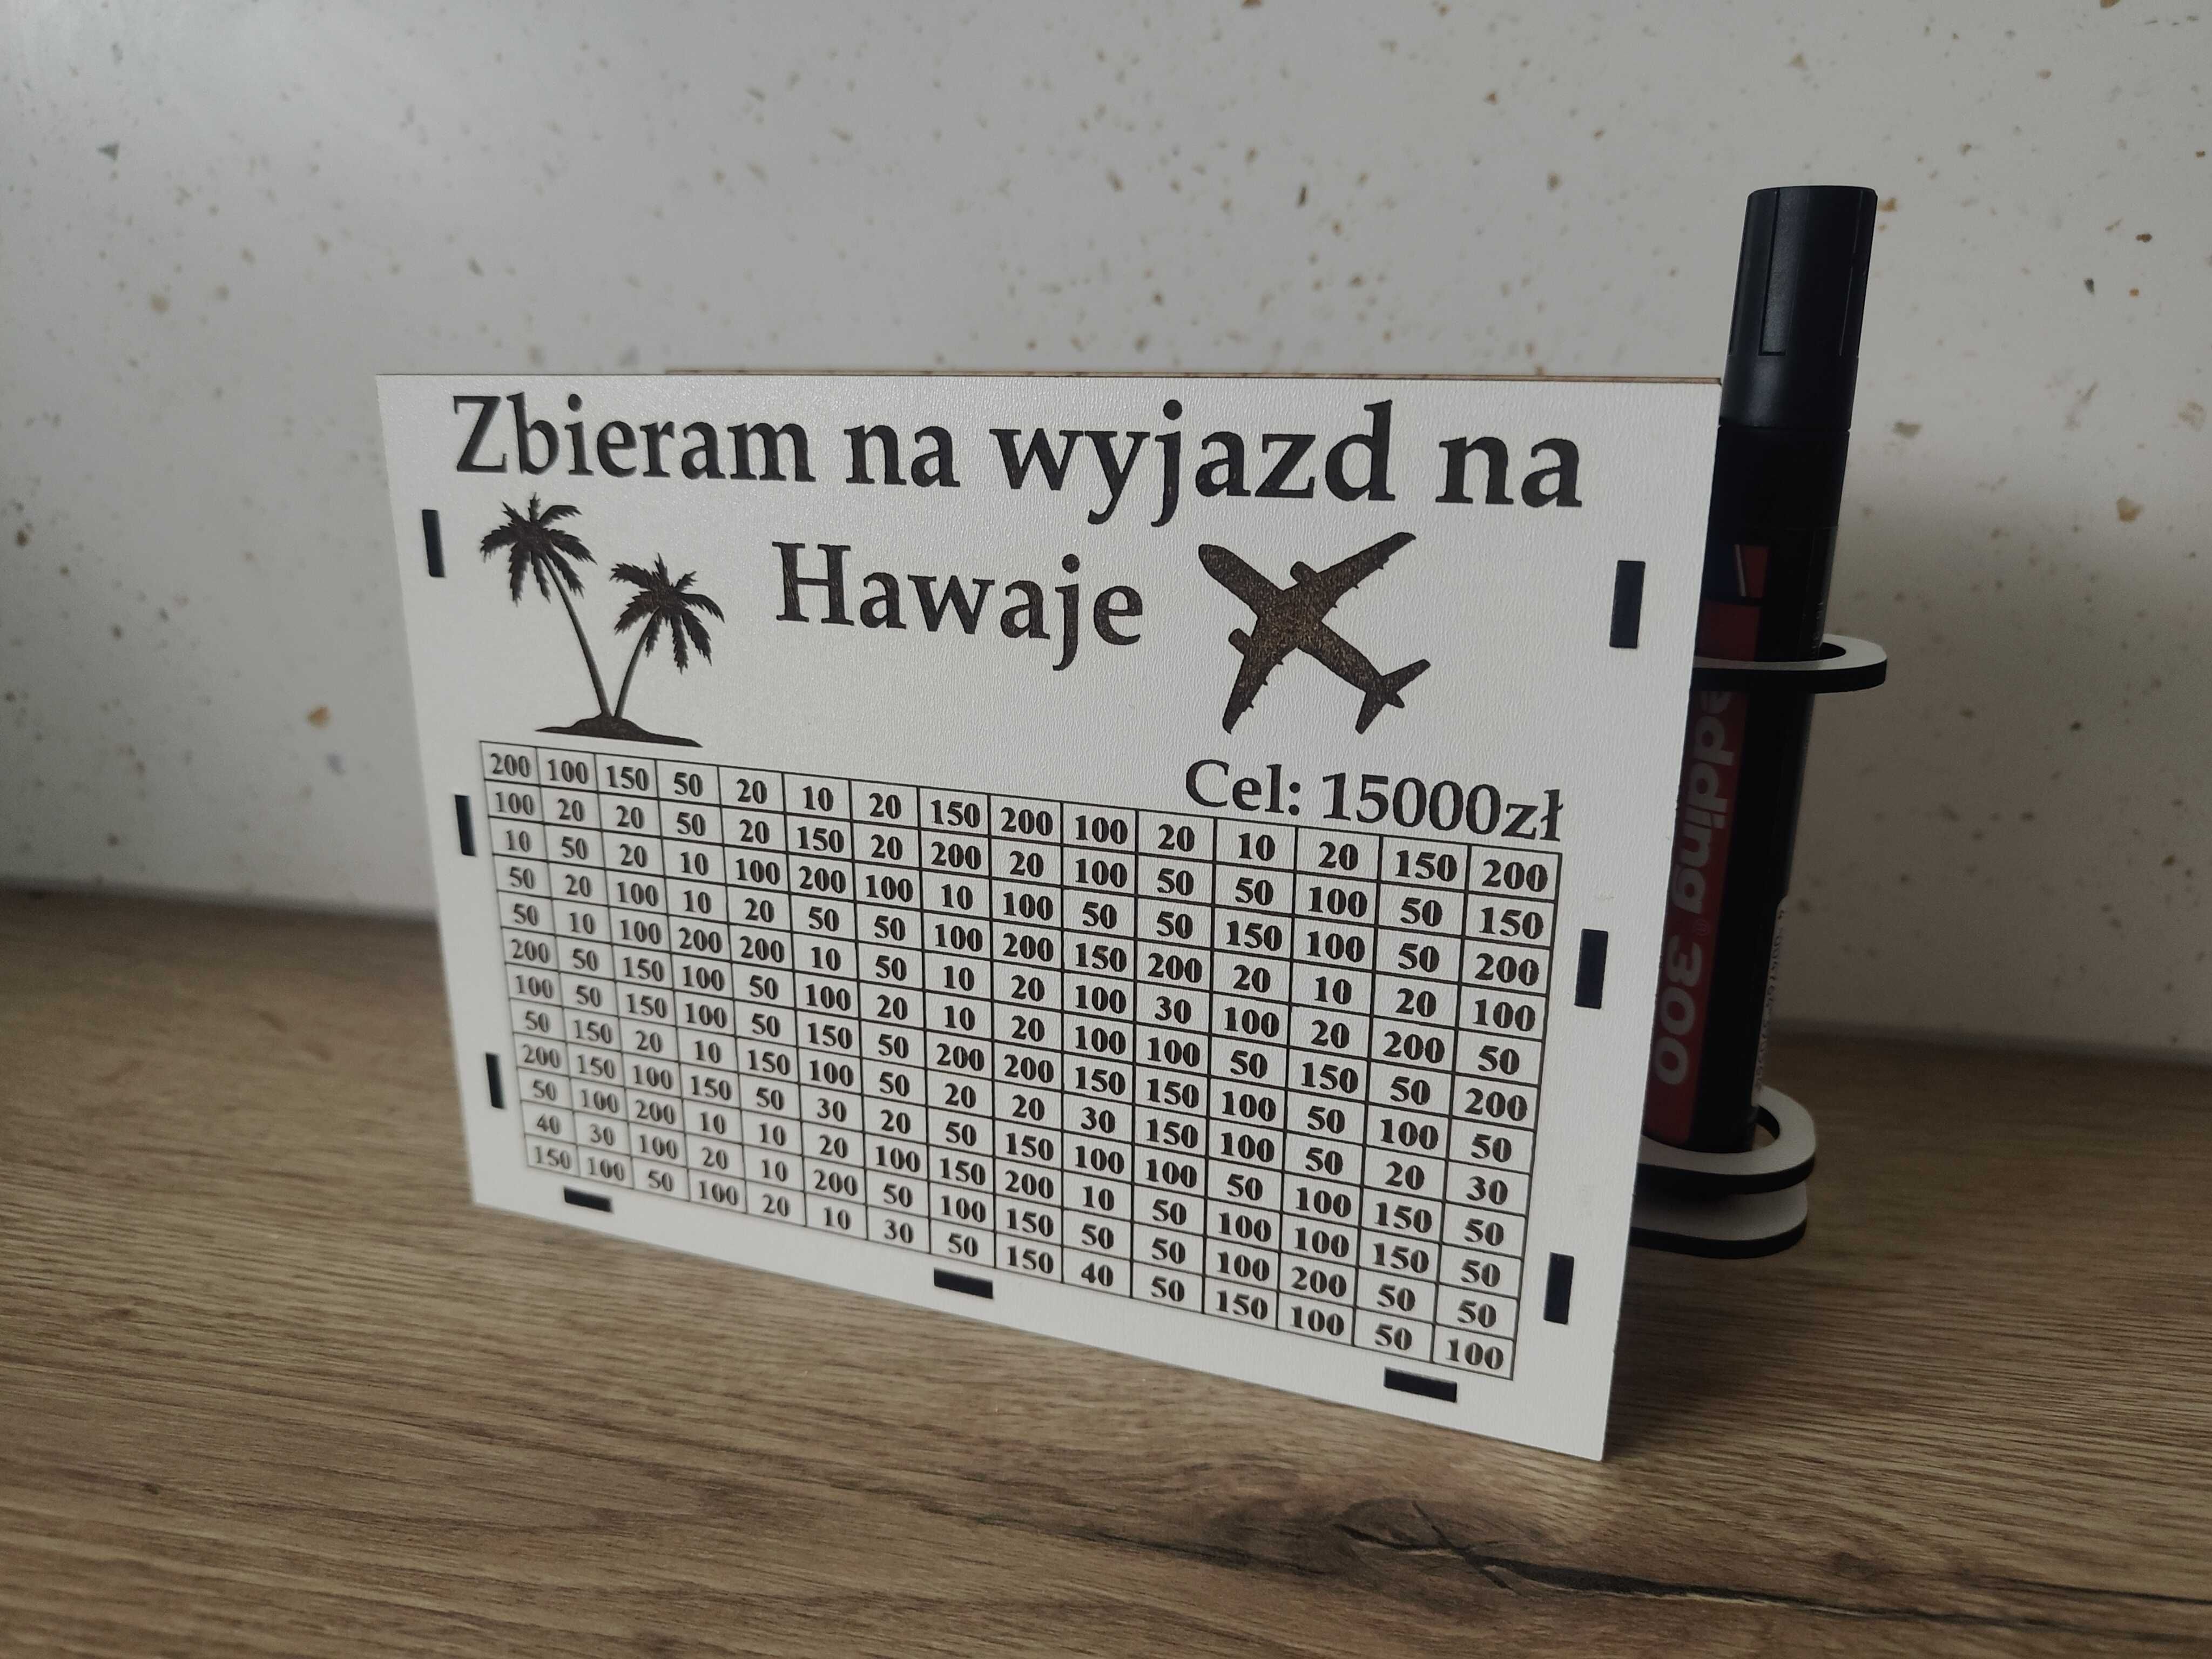 Zbieram na wyjazd na
Hawaje
Cel: 15000zł
200 100 150 50 20 10 20 150 200 100 20 10 20 150 200
100 20 20 50 20 150 20 200 20 100 50 50 100 50 150
10 50 20 10 100 200 100 10 100 50 50 150 100 50 200
50 20 100 10 20 50 50 100 200 150 200 20 10 20 100
50 10 100 200 200 10 50 10 20 100 30 100 20 200 50
200 50 150 100 50 100 20 10 20 100 100 50 150 50 200
100 50 150 100 50 150 50 200 200 150 150 100 50 100 50
50 150 20 10 150 100 50 20 20 30 150 100 50 20 30
200 150 100 150 50 30 20 50 150 100 100 50 100 150 50
50 100 200 10 10 20 100 150 200 10 50 100 100 150 50
40 30 100 20 10 200 50 100 150 50 50 100 200 50 50
150 100 50 100 20 10 30 50 150 40 50 150 100 50 100
edding 300